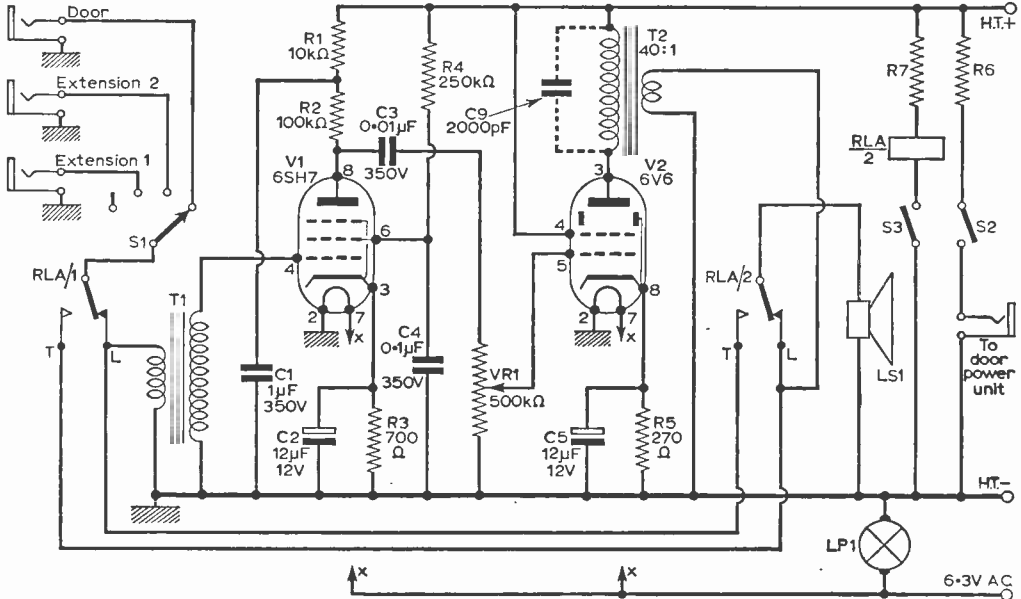 Door
Extension 2
Extension 1
S1
RLA/1
T
L
T1
R1
10kΩ
R2
100kΩ
R4
250kΩ
C3
0·01µF
350V
V1
6SH7
8
6
4
3
2
7
x
C1
1µF
350V
C2
12µF
12V
R3
700
Ω
C4
0·1µF
350V
VR1
500kΩ
C9
2000pF
T2
40:1
V2
6V6
3
4
5
8
2
7
x
C5
12µF
12V
R5
270
Ω
RLA/2
T
L
LS1
H.T.+
R7
R6
RLA
2
S3
S2
To
door
power
unit
H.T.-
LP1
x
x
6·3V AC